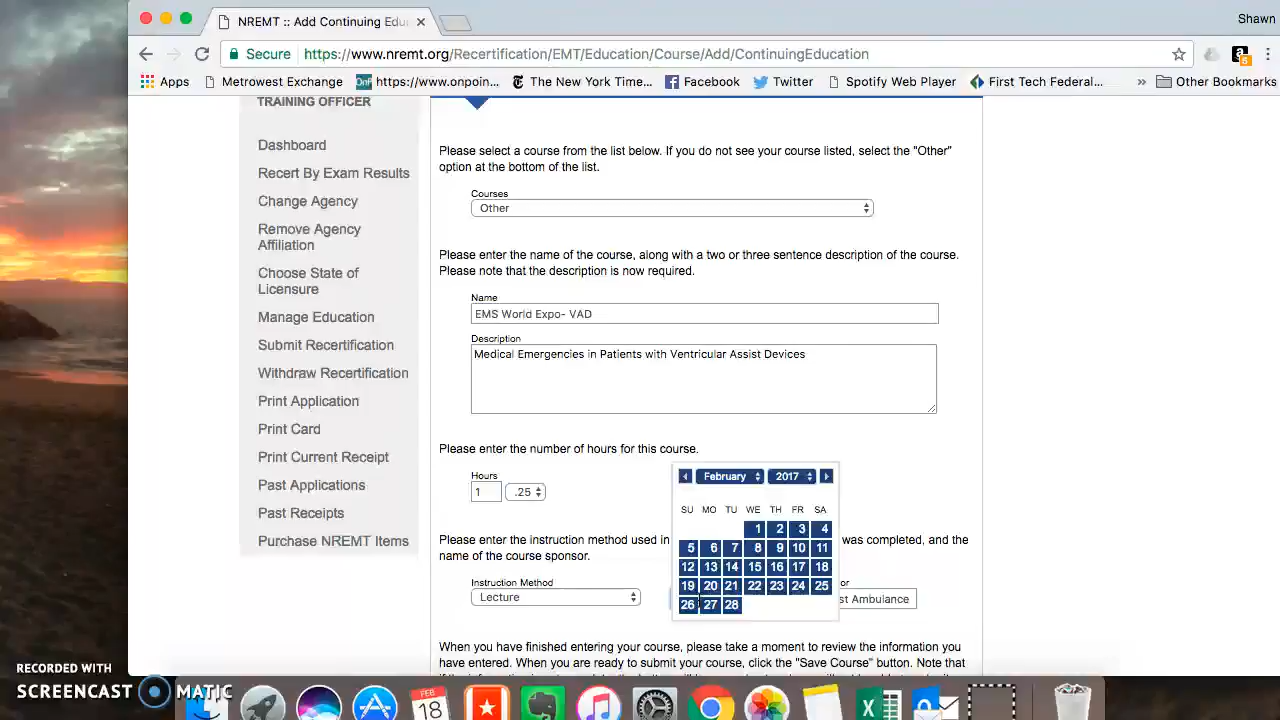 NREMT :: Add Continuing Edu
Shawn
Secure https://www.nremt.org/Recertification/EMT/Education/Course/Add/ContinuingEducation
6
Apps Metrowest Exchange OnP https://www.onpoin... T The New York Time... Facebook Twitter Spotify Web Player First Tech Federal... » Other Bookmarks
TRAINING OFFICER
Dashboard
Recert By Exam Results
Change Agency
Remove Agency
Affiliation
Choose State of
Licensure
Manage Education
Submit Recertification
Withdraw Recertification
Print Application
Print Card
Print Current Receipt
Past Applications
Past Receipts
Purchase NREMT Items
Please select a course from the list below. If you do not see your course listed, select the "Other"
option at the bottom of the list.
Courses
Other
Please enter the name of the course, along with a two or three sentence description of the course.
Please note that the description is now required.
Name
EMS World Expo- VAD
Description
Medical Emergencies in Patients with Ventricular Assist Devices
Please enter the number of hours for this course.
Hours
1 .25
February 2017
SU MO TU WE TH FR SA
1 2 3 4
5 6 7 8 9 10 11
12 13 14 15 16 17 18
19 20 21 22 23 24 25
26 27 28
Please enter the instruction method used in was completed, and the
name of the course sponsor.
Instruction Method or
Lecture st Ambulance
When you have finished entering your course, please take a moment to review the information you
have entered. When you are ready to submit your course, click the "Save Course" button. Note that
RECORDED WITH
SCREENCAST MATIC
FEB
18